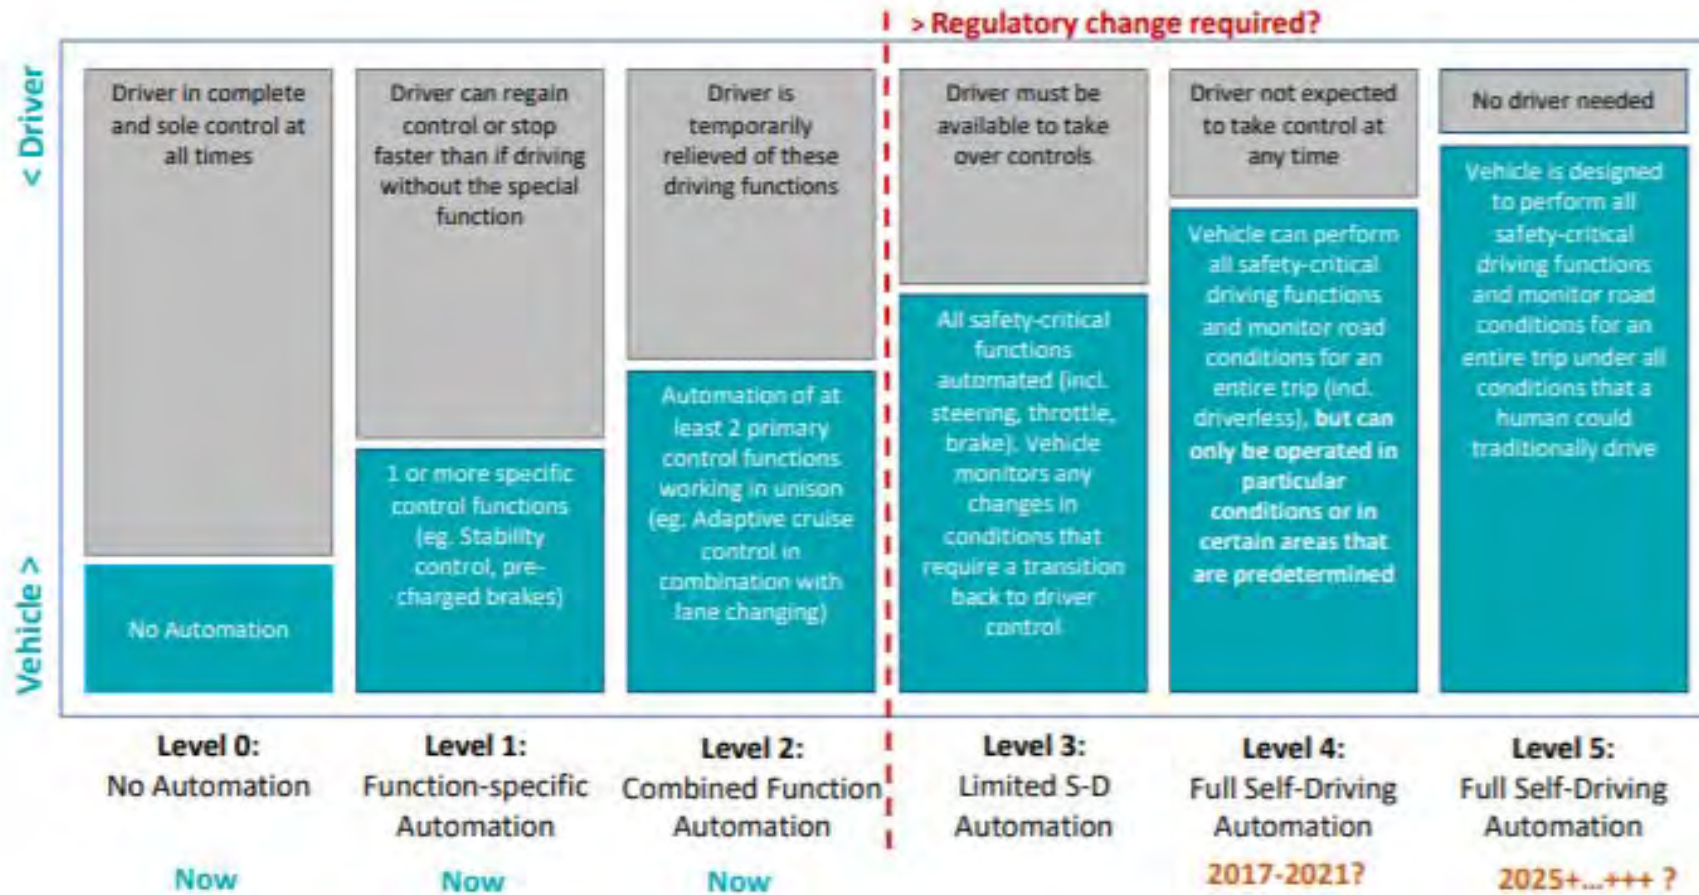 > Regulatory change required?
< Driver
Vehicle >
Driver in complete
and sole control at
all times
No Automation
Driver can regain
control or stop
faster than if driving
without the special
function
1 or more specific
control functions
(eg. Stability
control, pre-
charged brakes)
Driver is
temporarily
relieved of these
driving functions
Automation of at
least 2 primary
control functions
working in unison
(eg. Adaptive cruise
control in
combination with
lane changing)
Driver must be
available to take
over controls
All safety-critical
functions
automated (incl.
steering, throttle,
brake). Vehicle
monitors any
changes in
conditions that
require a transition
back to driver
control
Driver not expected
to take control at
any time
Vehicle can perform
all safety-critical
driving functions
and monitor road
conditions for an
entire trip (incl.
driverless), but can
only be operated in
particular
conditions or in
certain areas that
are predetermined
No driver needed
Vehicle is designed
to perform all
safety-critical
driving functions
and monitor road
conditions for an
entire trip under all
conditions that a
human could
traditionally drive
Level 0:
No Automation
Now
Level 1:
Function-specific
Automation
Now
Level 2:
Combined Function
Automation
Now
Level 3:
Limited S-D
Automation
Level 4:
Full Self-Driving
Automation
2017-2021?
Level 5:
Full Self-Driving
Automation
2025+...+++ ?